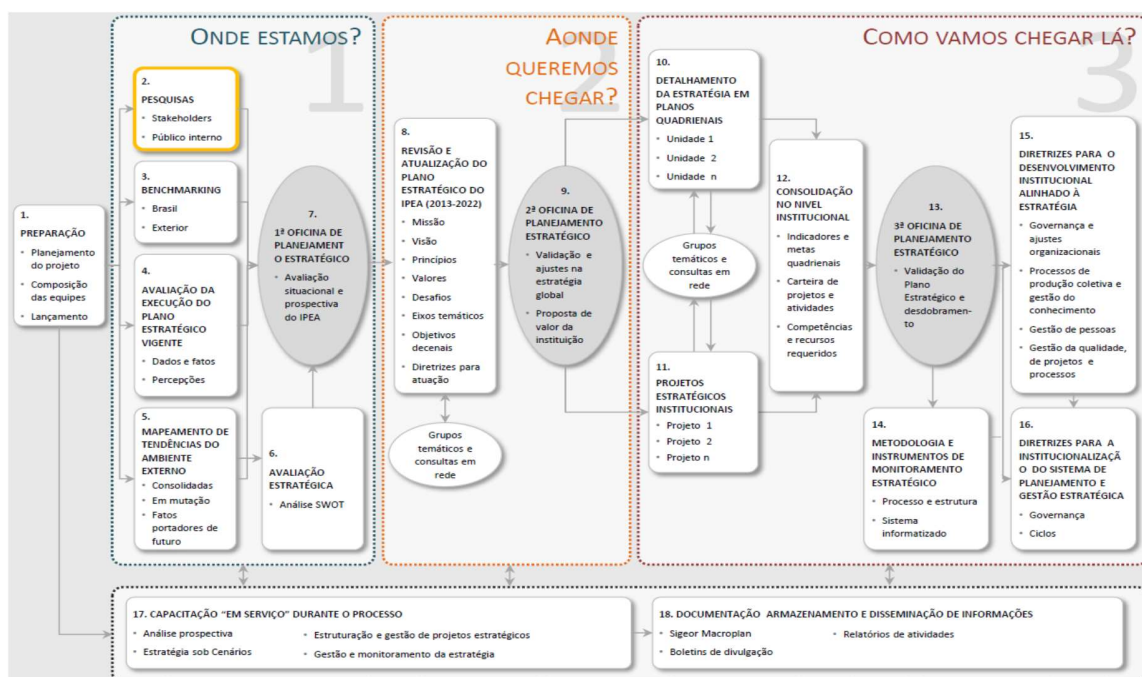 ONDE ESTAMOS?
1
AONDE
QUEREMOS
CHEGAR?
2
COMO VAMOS CHEGAR LÁ?
3
1.
PREPARAÇÃO
• Planejamento
do projeto
• Composição
das equipes
• Lançamento
2.
PESQUISAS
• Stakeholders
• Público interno
3.
BENCHMARKING
• Brasil
• Exterior
4.
AVALIAÇÃO DA
EXECUÇÃO DO
PLANO
ESTRATÉGICO
VIGENTE
• Dados e fatos
• Percepções
5.
MAPEAMENTO DE
TENDÊNCIAS DO
AMBIENTE
EXTERNO
• Consolidadas
• Em mutação
• Fatos
portadores de
futuro
6.
AVALIAÇÃO
ESTRATÉGICA
• Análise SWOT
7.
1ª OFICINA DE
PLANEJAMENT
O ESTRATÉGICO
• Avaliação
situacional e
prospectiva
do IPEA
8.
REVISÃO E
ATUALIZAÇÃO DO
PLANO
ESTRATÉGICO DO
IPEA (2013-2022)
• Missão
• Visão
• Princípios
• Valores
• Desafios
• Eixos temáticos
• Objetivos
decenais
• Diretrizes para
atuação
Grupos
temáticos e
consultas em
rede
9.
2ª OFICINA DE
PLANEJAMENTO
ESTRATÉGICO
• Validação e
ajustes na
estratégia
global
• Proposta de
valor da
instituição
10.
DETALHAMENTO
DA ESTRATÉGIA EM
PLANOS
QUADRIENAIS
• Unidade 1
• Unidade 2
• Unidade n
Grupos
temáticos e
consultas em
rede
11.
PROJETOS
ESTRATÉGICOS
INSTITUCIONAIS
• Projeto 1
• Projeto 2
• Projeto n
12.
CONSOLIDAÇÃO
NO NIVEL
INSTITUCIONAL
• Indicadores e
metas
quadrienais
• Carteira de
projetos e
atividades
• Competências
e recursos
requeridos
13.
3ª OFICINA DE
PLANEJAMENTO
ESTRATÉGICO
• Validação do
Plano
Estratégico e
desdobramen-
to
14.
METODOLOGIA E
INSTRUMENTOS DE
MONITORAMENTO
ESTRATÉGICO
• Processo e estrutura
• Sistema
informatizado
15.
DIRETRIZES PARA O
DESENVOLVIMENTO
INSTITUCIONAL
ALINHADO À
ESTRATÉGIA
• Governança e
ajustes
organizacionais
• Processos de
produção coletiva e
gestão do
conhecimento
• Gestão de pessoas
• Gestão da qualidade,
de projetos e
processos
16.
DIRETRIZES PARA A
INSTITUCIONALIZAÇÃ
O DO SISTEMA DE
PLANEJAMENTO E
GESTÃO ESTRATÉGICA
• Governança
• Ciclos
17. CAPACITAÇÃO "EM SERVIÇO" DURANTE O PROCESSO
• Análise prospectiva
• Estratégia sob Cenários
• Estruturação e gestão de projetos estratégicos
• Gestão e monitoramento da estratégia
18. DOCUMENTAÇÃO ARMAZENAMENTO E DISSEMINAÇÃO DE INFORMAÇÕES
• Sigeor Macroplan
• Boletins de divulgação
• Relatórios de atividades